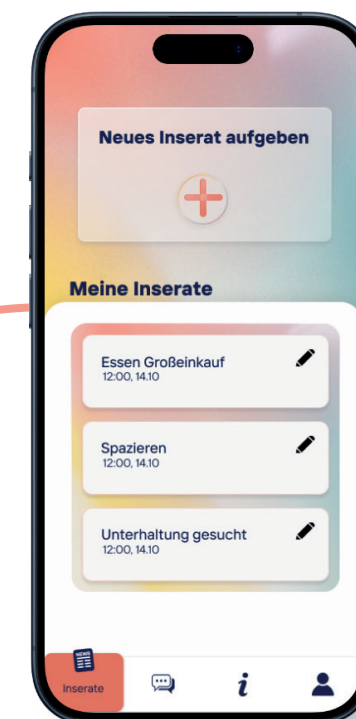 Neues Inserat aufgeben
Meine Inserate
Essen Großeinkauf
12:00, 14.10
Spazieren
12:00, 14.10
Unterhaltung gesucht
12:00, 14.10
NEWS
Inserate
i